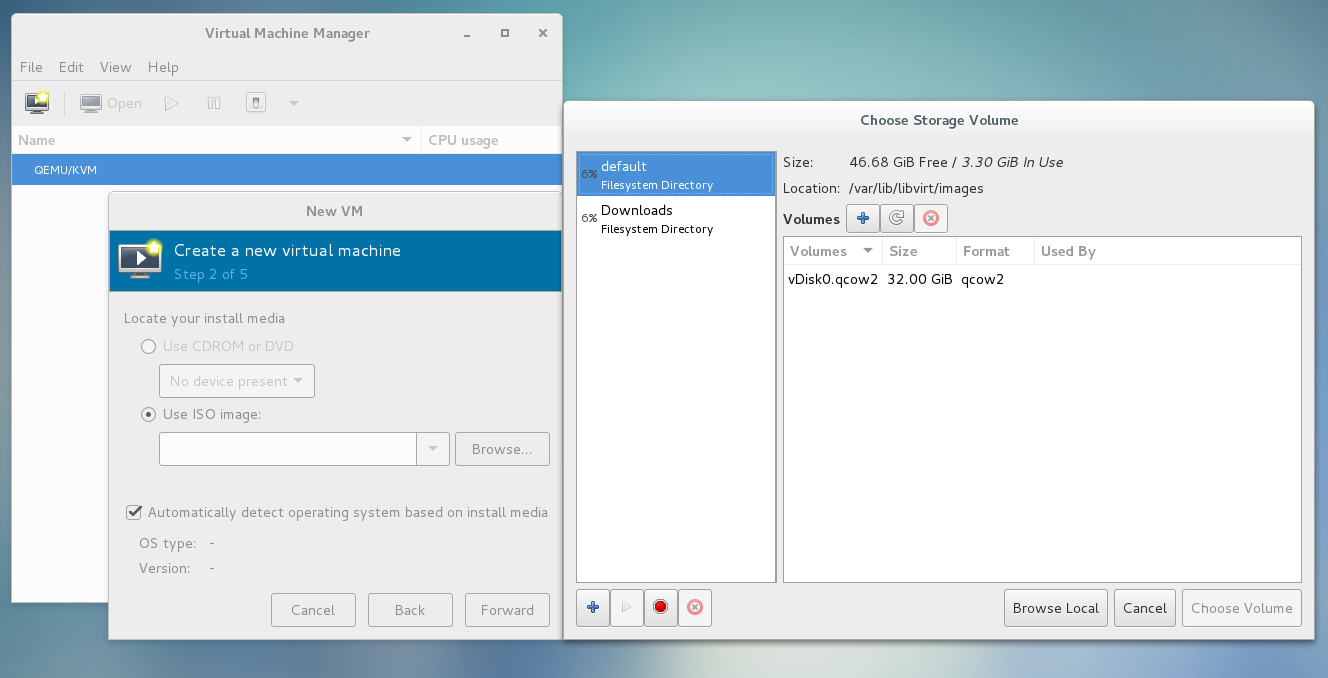 Virtual Machine Manager
File Edit View Help
Open
Name CPU usage
QEMU/KVM
New VM
Create a new virtual machine
Step 2 of 5
Locate your install media
Use CDROM or DVD
No device present
Use ISO image:
Browse...
Automatically detect operating system based on install media
OS type: -
Version: -
Cancel Back Forward
Choose Storage Volume
6% default
Filesystem Directory
6% Downloads
Filesystem Directory
Size: 46.68 GiB Free / 3.30 GiB In Use
Location: /var/lib/libvirt/images
Volumes
Volumes Size Format Used By
vDisk0.qcow2 32.00 GiB qcow2
Browse Local Cancel Choose Volume